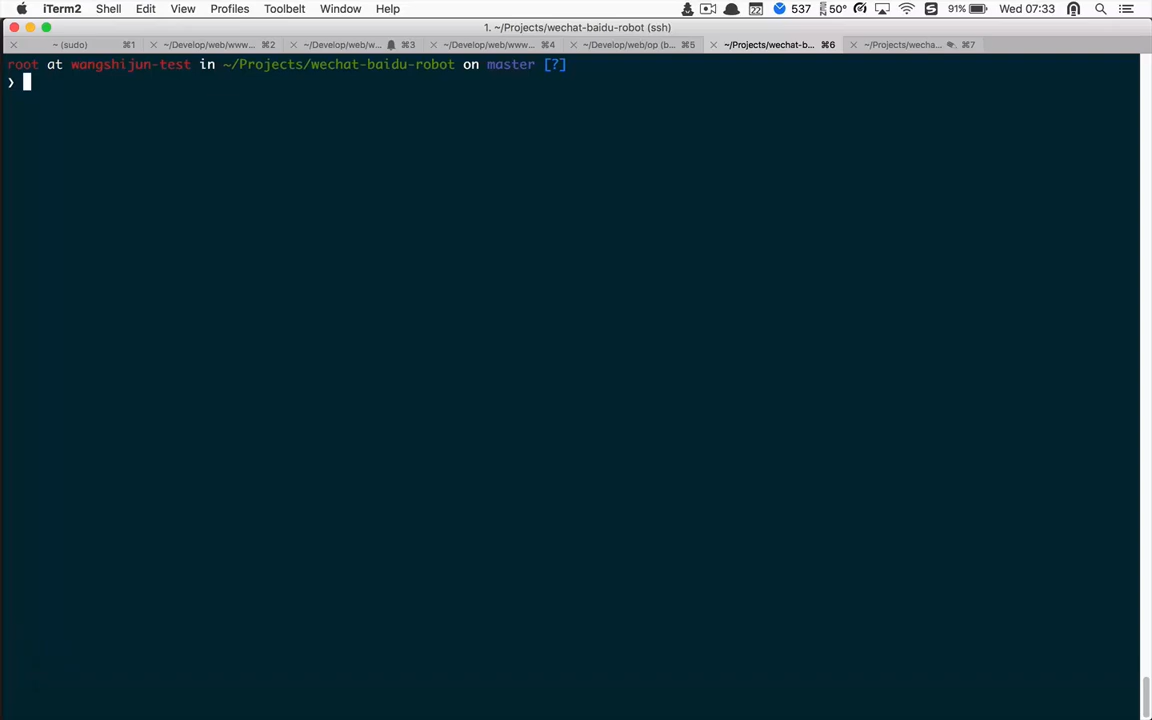 iTerm2 Shell Edit View Profiles Toolbelt Window Help 22 537 50° 91% Wed 07:33
1. ~/Projects/wechat-baidu-robot (ssh)
~ (sudo) ⌘1 ~/Develop/web/www... ⌘2 ~/Develop/web/w... ⌘3 ~/Develop/web/www... ⌘4 ~/Develop/web/op (b... ⌘5 ~/Projects/wechat-b... ⌘6 ~/Projects/wecha... ⌘7
root at wangshijun-test in ~/Projects/wechat-baidu-robot on master [?]
❯